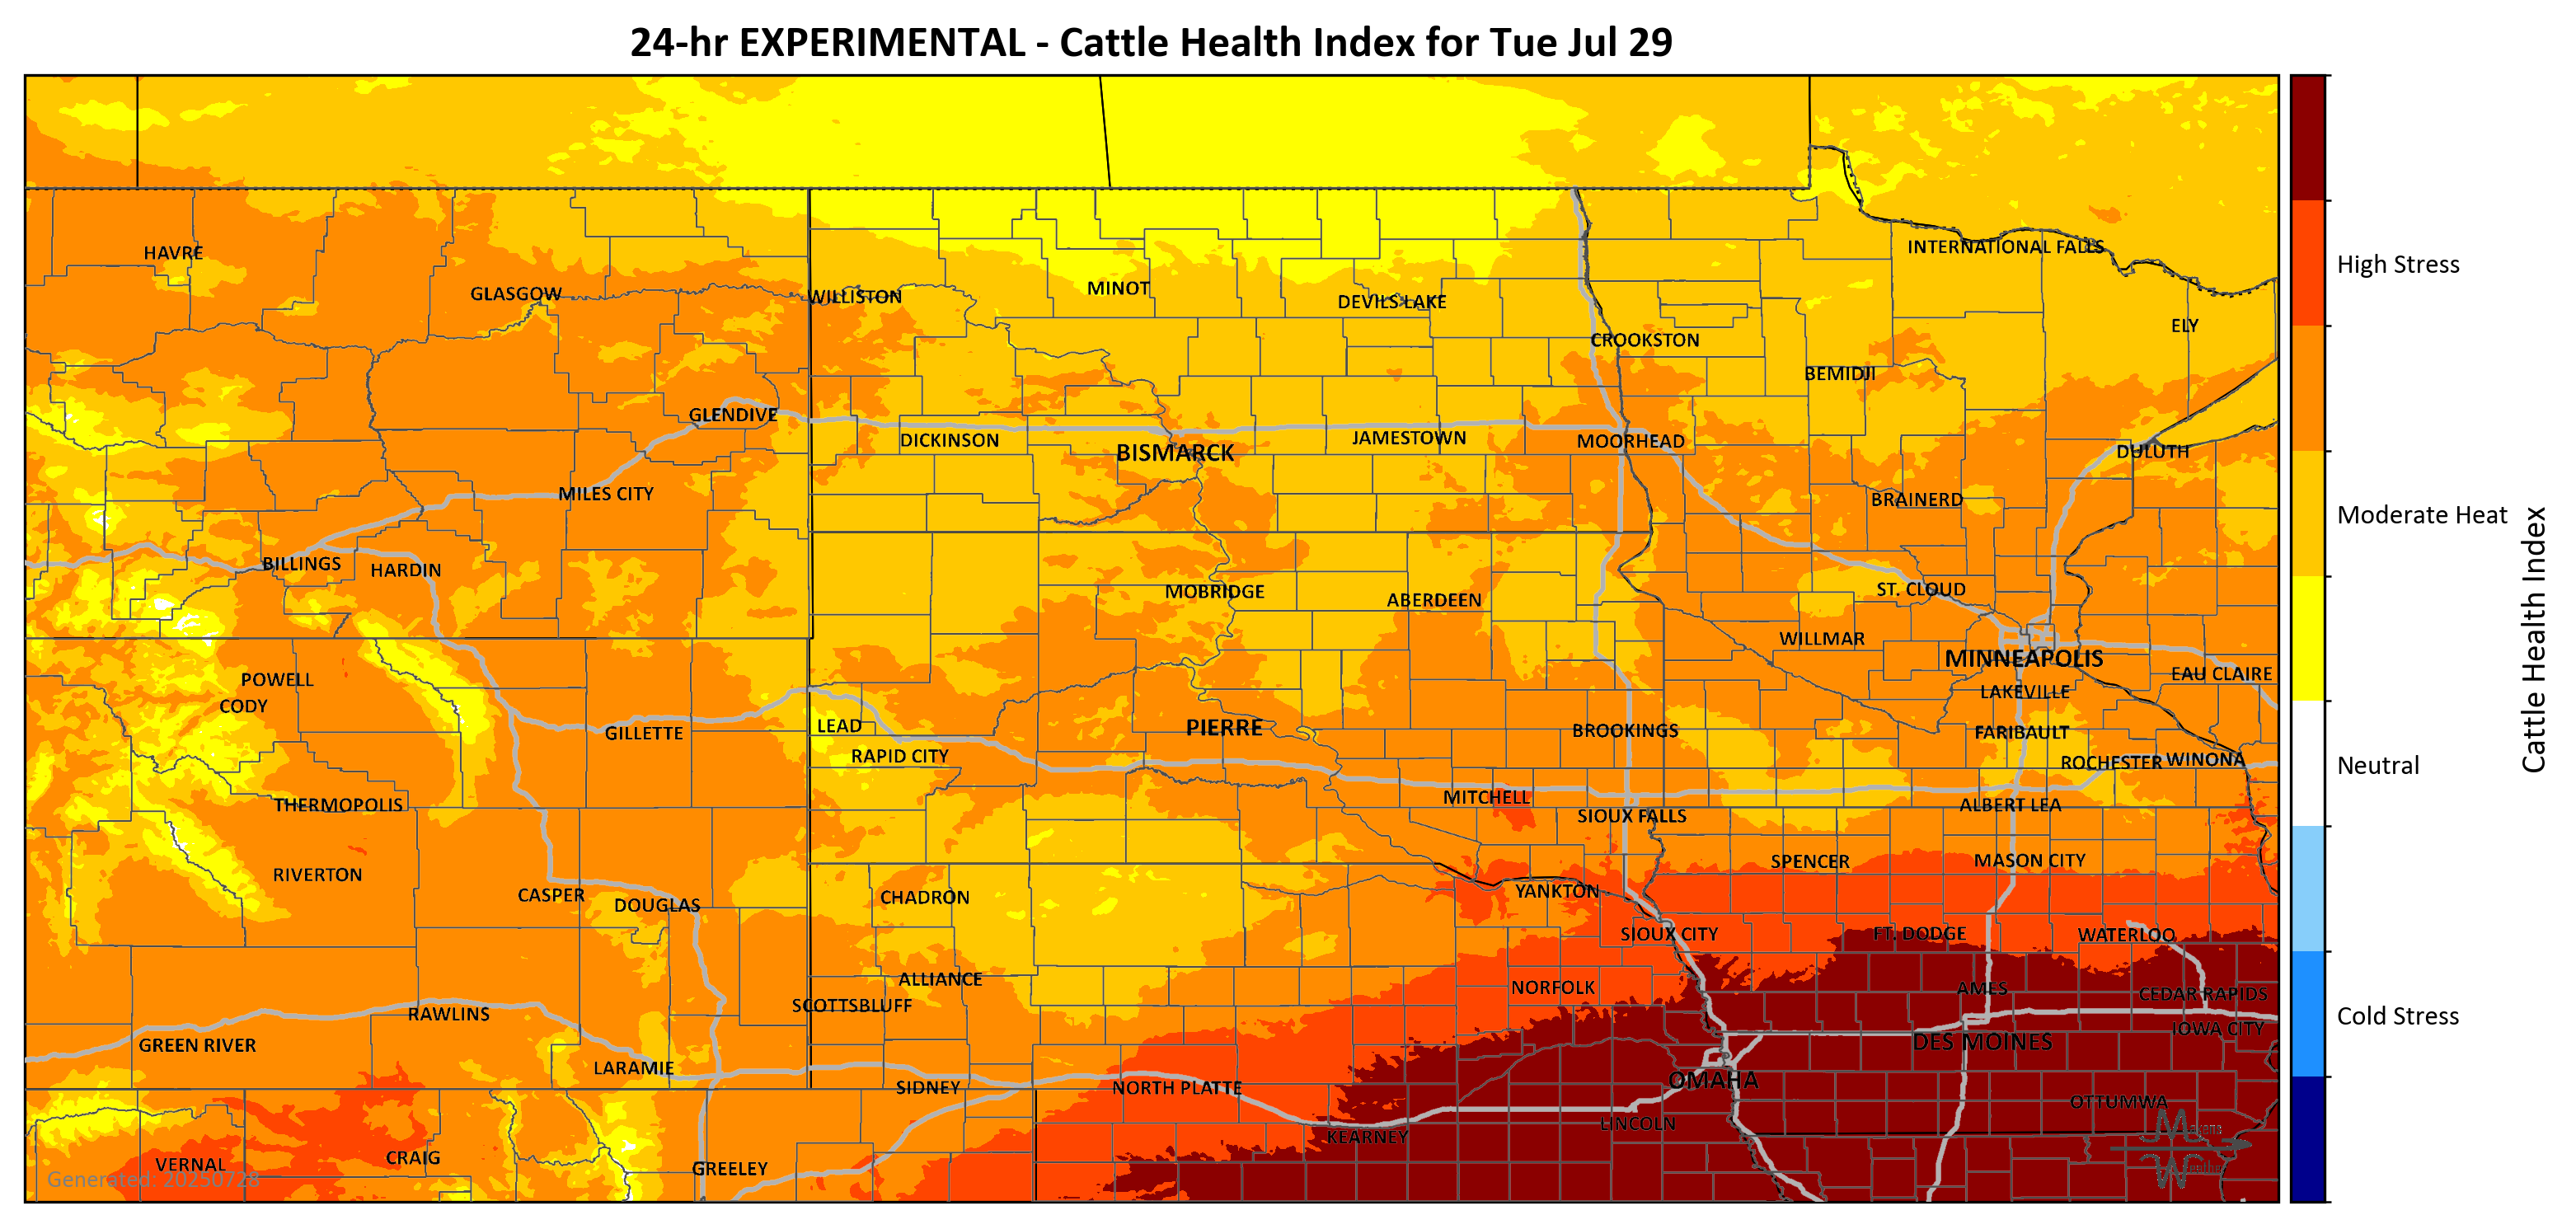 24-hr EXPERIMENTAL - Cattle Health Index for Tue Jul 29
HAVRE
INTERNATIONAL FALLS
GLASGOW
WILLISTON
MINOT
DEVILS LAKE
ELY
CROOKSTON
BEMIDJI
GLENDIVE
DICKINSON
BISMARCK
JAMESTOWN
MOORHEAD
DULUTH
MILES CITY
BRAINERD
BILLINGS
HARDIN
MOBRIDGE
ABERDEEN
ST. CLOUD
WILLMAR
MINNEAPOLIS
EAU CLAIRE
POWELL
CODY
LAKEVILLE
GILLETTE
LEAD
PIERRE
BROOKINGS
FARIBAULT
RAPID CITY
ROCHESTER
WINONA
THERMOPOLIS
MITCHELL
SIOUX FALLS
ALBERT LEA
RIVERTON
SPENCER
MASON CITY
CASPER
DOUGLAS
CHADRON
YANKTON
SIOUX CITY
FT. DODGE
WATERLOO
ALLIANCE
NORFOLK
AMES
CEDAR RAPIDS
SCOTTSBLUFF
RAWLINS
IOWA CITY
GREEN RIVER
DES MOINES
LARAMIE
SIDNEY
NORTH PLATTE
OMAHA
OTTUMWA
LINCOLN
KEARNEY
VERNAL
CRAIG
GREELEY
Generated: 20250728
High Stress
Moderate Heat
Neutral
Cold Stress
Cattle Health Index